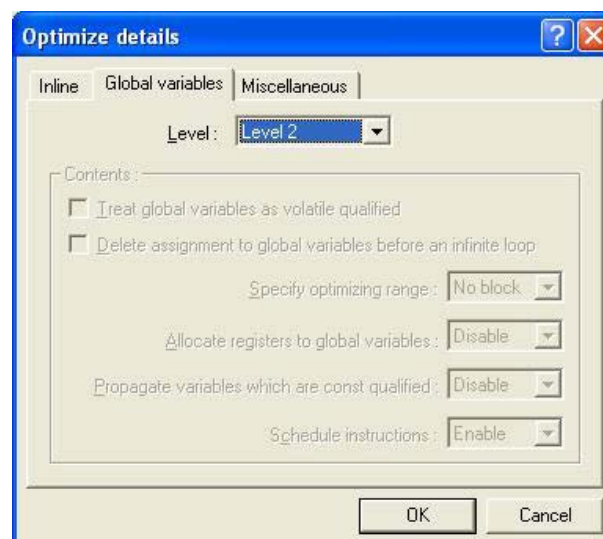 Optimize details
Inline Global variables Miscellaneous
Level : Level 2
Contents :
Treat global variables as volatile qualified
Delete assignment to global variables before an infinite loop
Specify optimizing range : No block
Allocate registers to global variables : Disable
Propagate variables which are const qualified : Disable
Schedule instructions : Enable
OK Cancel